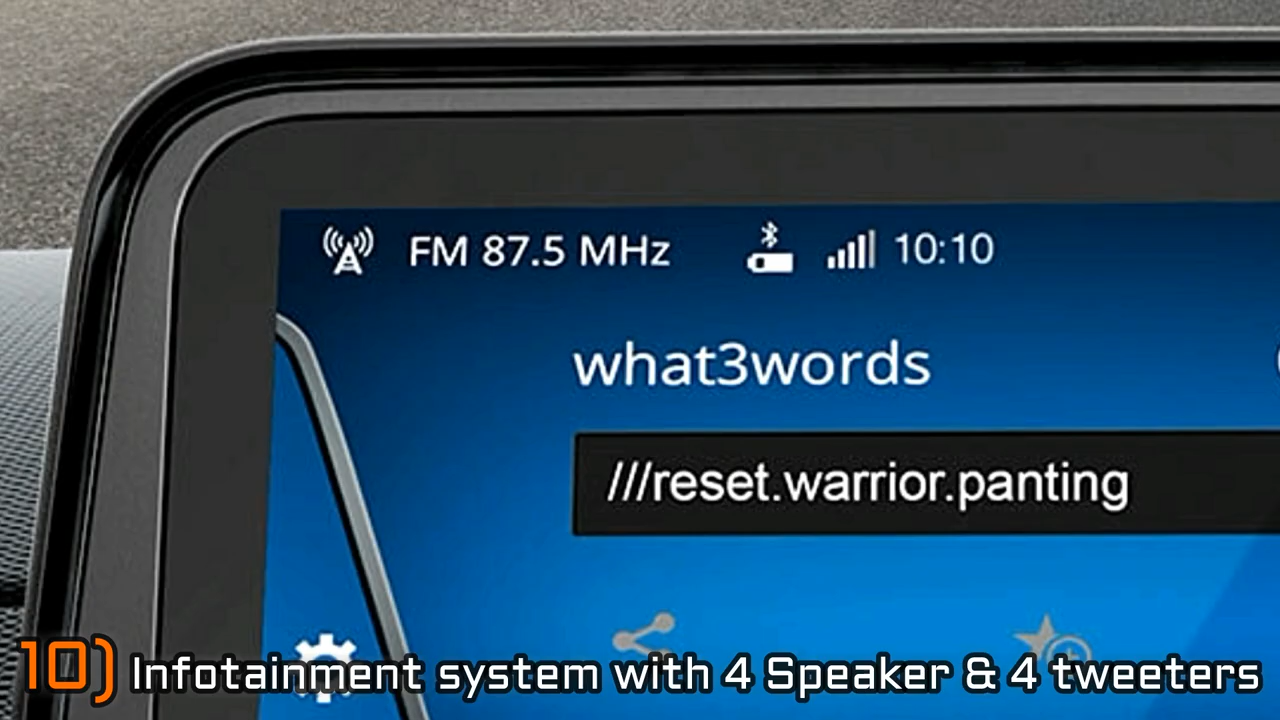 FM 87.5 MHz 10:10
what3words
///reset.warrior.panting
10) Infotainment system with 4 Speaker & 4 tweeters